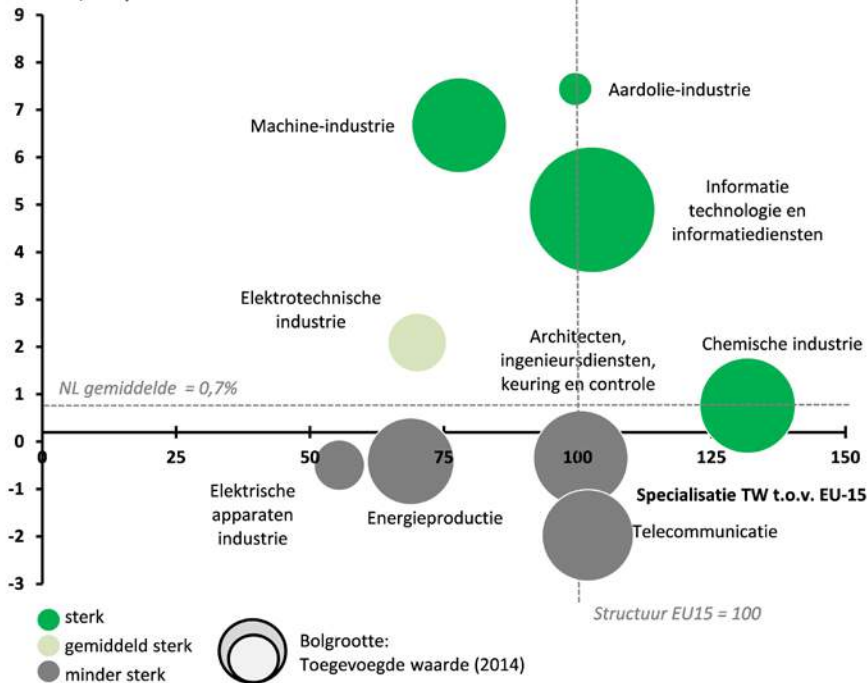 9
8
7
6
5
4
3
2
1
0
-1
-2
-3
Aardolie-industrie
Machine-industrie
Informatie
technologie en
informatiediensten
Elektrotechnische
industrie
Architecten,
ingenieursdiensten,
keuring en controle
Chemische industrie
NL gemiddelde = 0,7%
0 25 50 75 100 125 150
Elektrische
apparaten
industrie
Energieproductie
Specialisatie TW t.o.v. EU-15
Telecommunicatie
Structuur EU15 = 100
sterk
gemiddeld sterk
minder sterk
Bolgrootte:
Toegevoegde waarde (2014)